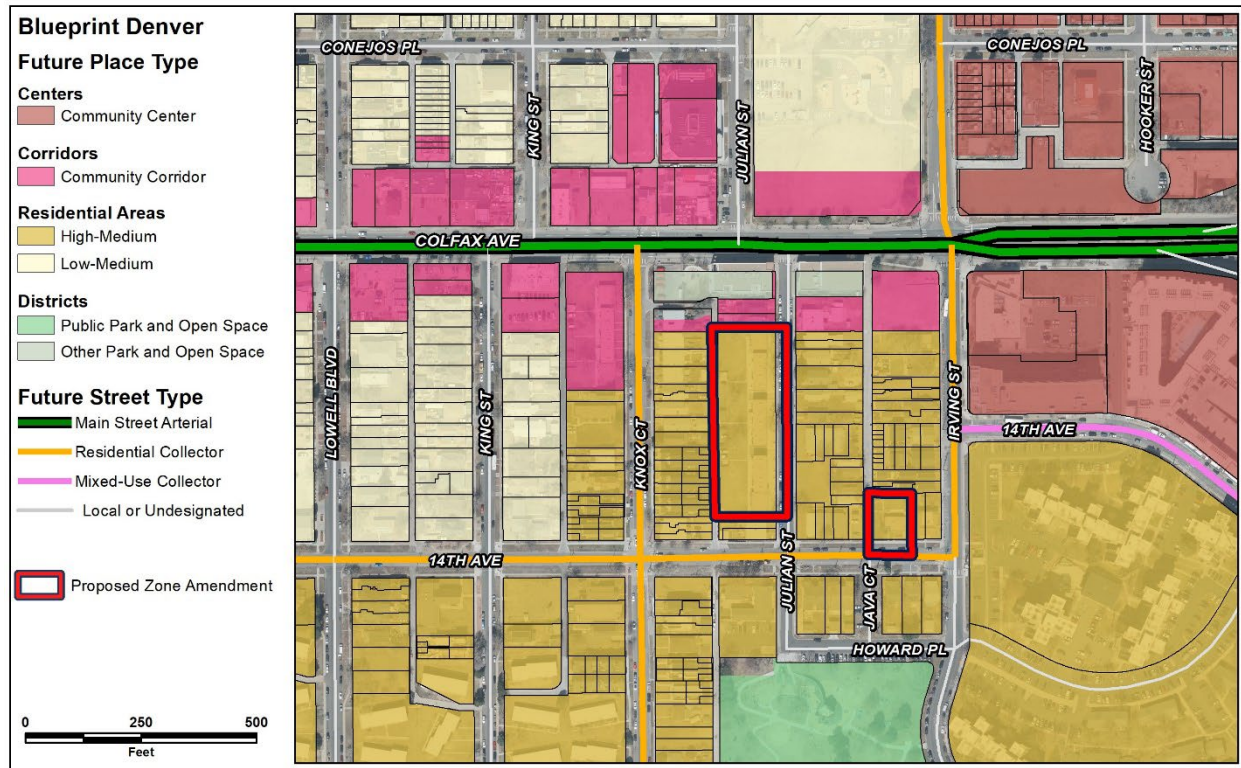 Blueprint Denver
Future Place Type
Centers
Community Center
Corridors
Community Corridor
Residential Areas
High-Medium
Low-Medium
Districts
Public Park and Open Space
Other Park and Open Space
Future Street Type
Main Street Arterial
Residential Collector
Mixed-Use Collector
Local or Undesignated
Proposed Zone Amendment
0 250 500
Feet
CONEJOS PL
CONEJOS PL
KING ST
JULIAN ST
HOOKER ST
COLFAX AVE
LOWELL BLVD
KING ST
KNOX CT
IRVING ST
14TH AVE
14TH AVE
JULIAN ST
JAVA CT
HOWARD PL